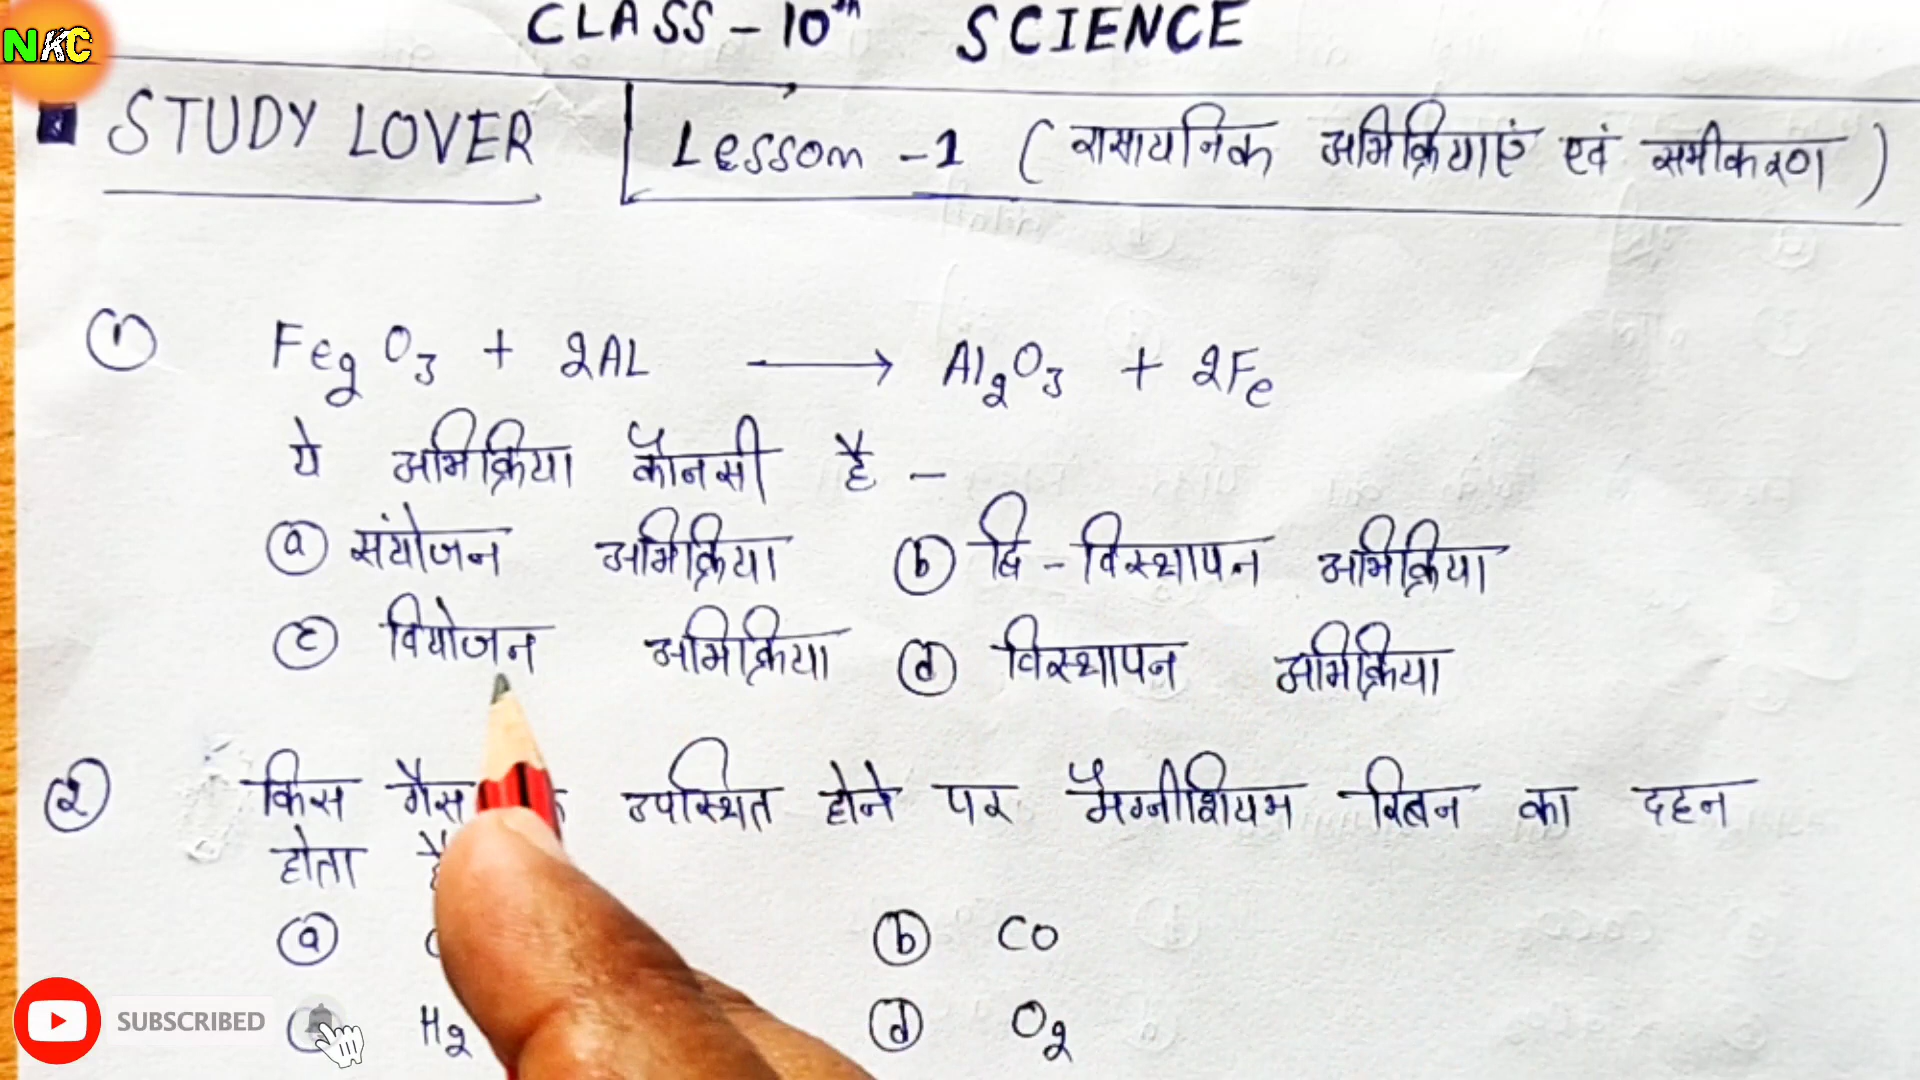 NKC
CLASS - 10th SCIENCE
STUDY LOVER
Lesson - 1 (रासायनिक अभिक्रियाएं एवं समीकरण)
① Fe₂O₃ + 2AL ⟶ Al₂O₃ + 2Fe
ये अभिक्रिया कौनसी है -
ⓐ संयोजन अभिक्रिया ⓑ द्वि - विस्थापन अभिक्रिया
ⓒ वियोजन अभिक्रिया ⓓ विस्थापन अभिक्रिया
② किस गैस उपस्थित होने पर मैग्नीशियम रिबन का दहन
होता है
ⓐ ⓑ CO
H₂ ⓓ O₂
SUBSCRIBED